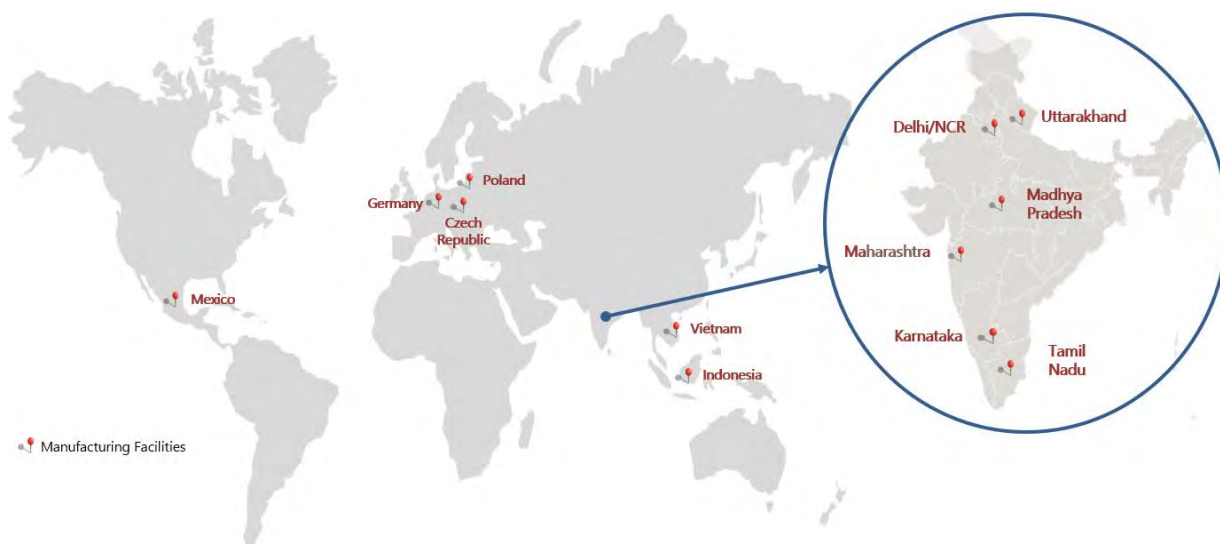 Poland
Germany
Czech
Republic
Mexico
Vietnam
Indonesia
Manufacturing Facilities
Delhi/NCR
Uttarakhand
Madhya
Pradesh
Maharashtra
Karnataka
Tamil
Nadu